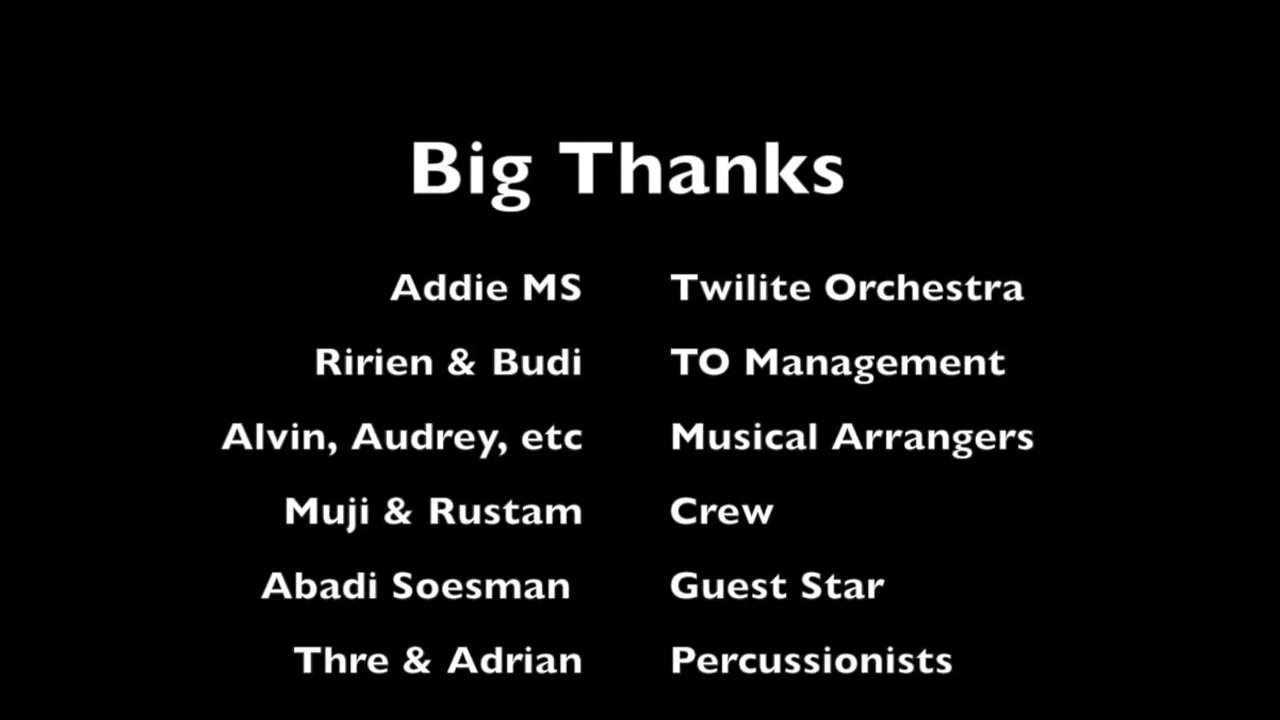 Big Thanks
Addie MS Twilite Orchestra
Ririen & Budi TO Management
Alvin, Audrey, etc Musical Arrangers
Muji & Rustam Crew
Abadi Soesman Guest Star
Thre & Adrian Percussionists